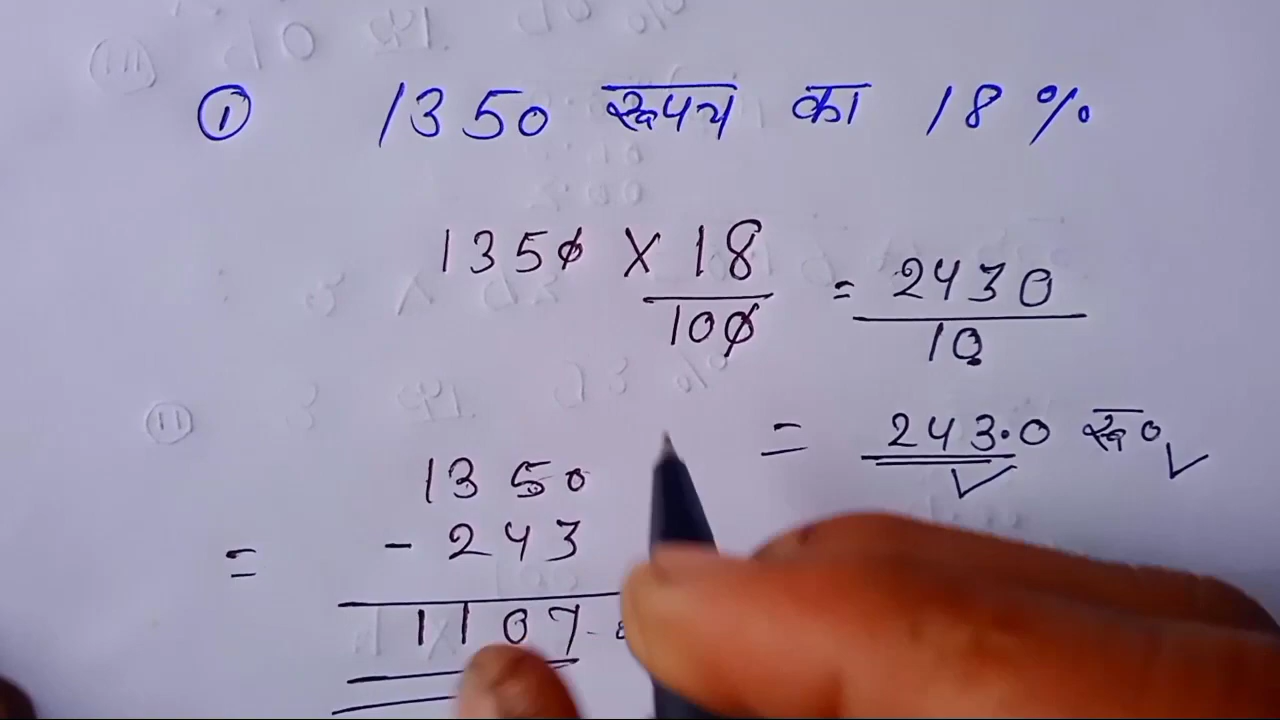 ① 1350 रूपय का 18%
1350 X 18/100 = 2430/10
= 243.0 रू०
1350
= - 243
1107